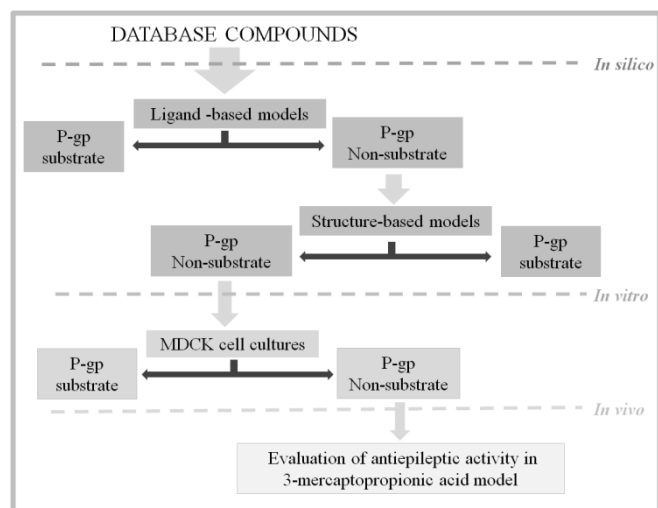 DATABASE COMPOUNDS
In silico
Ligand -based models
P-gp
substrate
P-gp
Non-substrate
Structure-based models
P-gp
Non-substrate
P-gp
substrate
In vitro
MDCK cell cultures
P-gp
substrate
P-gp
Non-substrate
In vivo
Evaluation of antiepileptic activity in
3-mercaptopropionic acid model